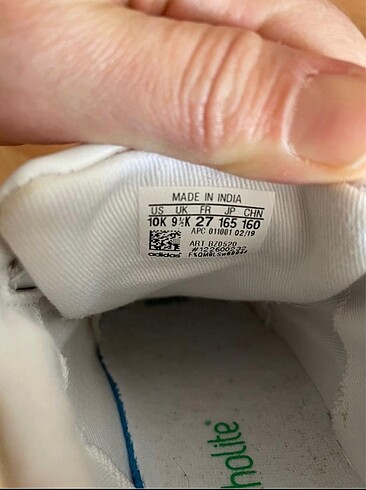 MADE IN INDIA
US UK FR JP CHN
10K 9½K 27 165 160
APC 011001 02/19
ART BZ0520
adidas
holite